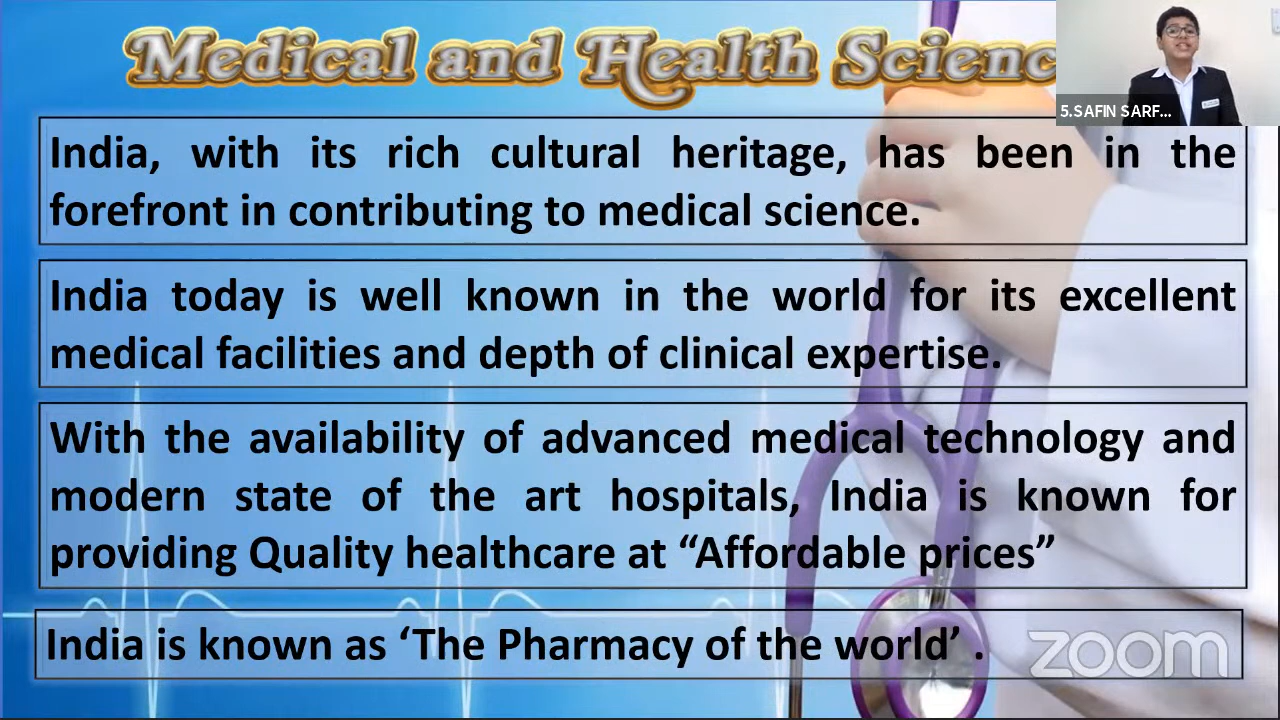 Medical and Health Scienc
5.SAFIN SARF...
India, with its rich cultural heritage, has been in the
forefront in contributing to medical science.
India today is well known in the world for its excellent
medical facilities and depth of clinical expertise.
With the availability of advanced medical technology and
modern state of the art hospitals, India is known for
providing Quality healthcare at “Affordable prices”
India is known as ‘The Pharmacy of the world’ .
zoom